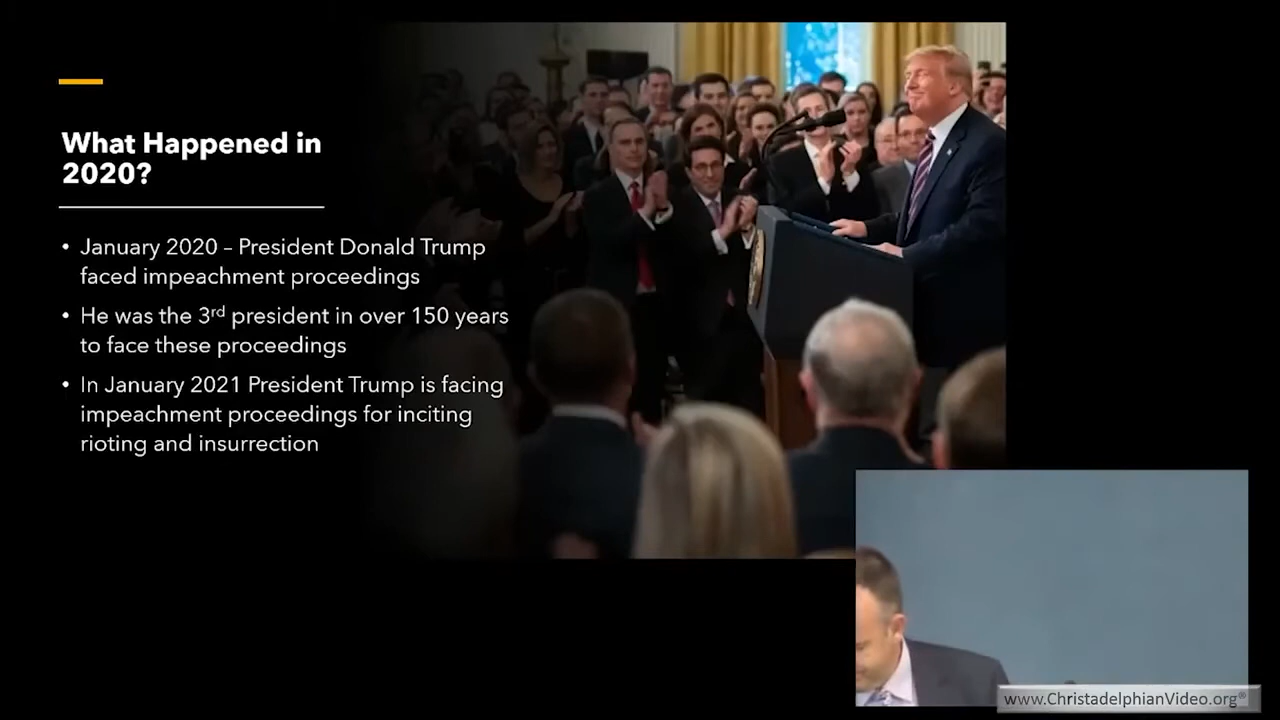 What Happened in
2020?
• January 2020 – President Donald Trump
faced impeachment proceedings
• He was the 3rd president in over 150 years
to face these proceedings
• In January 2021 President Trump is facing
impeachment proceedings for inciting
rioting and insurrection
www.ChristadelphianVideo.org®